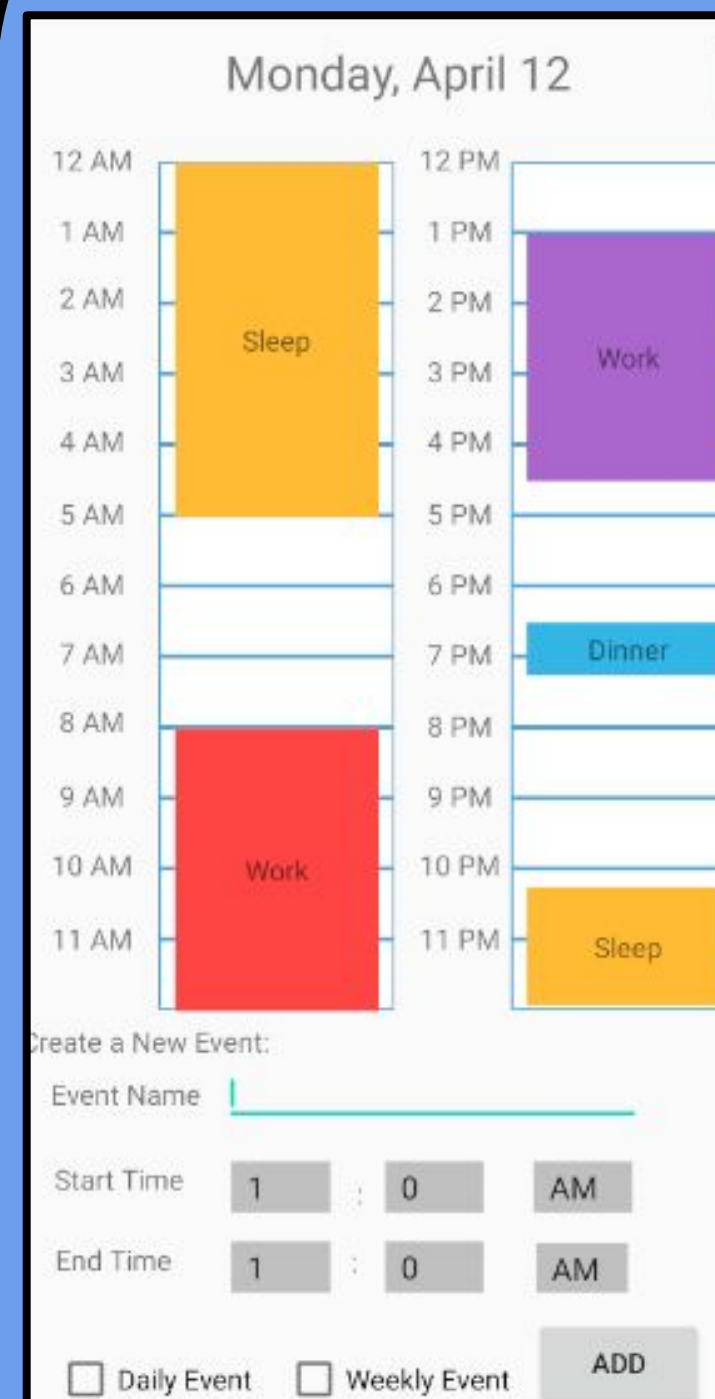 Monday, April 12
12 AM
1 AM
2 AM
Sleep
3 AM
4 AM
5 AM
6 AM
7 AM
8 AM
9 AM
10 AM
Work
11 AM
12 PM
1 PM
2 PM
Work
3 PM
4 PM
5 PM
6 PM
Dinner
7 PM
8 PM
9 PM
10 PM
11 PM
Sleep
Create a New Event:
Event Name
Start Time 1 : 0 AM
End Time 1 : 0 AM
Daily Event Weekly Event ADD